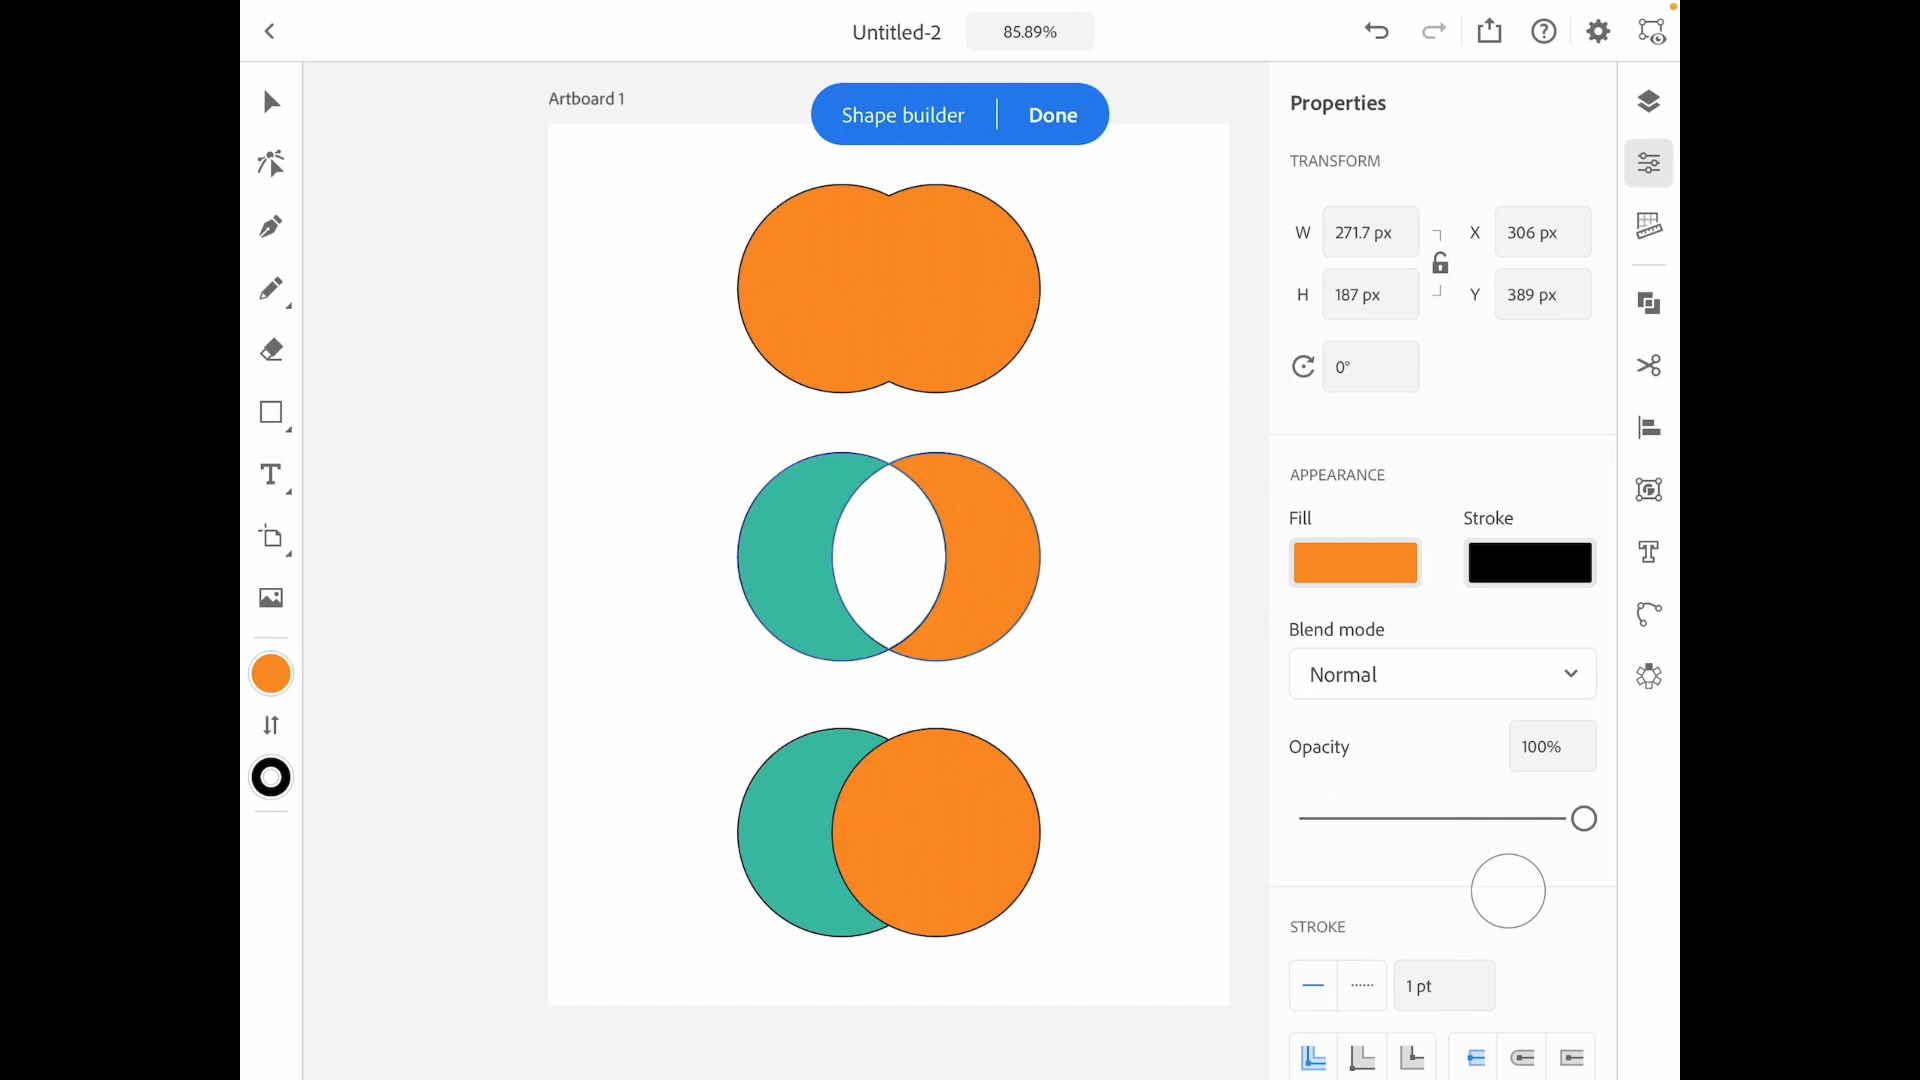 Untitled-2
85.89%
Artboard 1
Shape builder
Done
Properties
TRANSFORM
W
271.7 px
X
306 px
H
187 px
Y
389 px
0°
APPEARANCE
Fill
Stroke
Blend mode
Normal
Opacity
100%
STROKE
1 pt